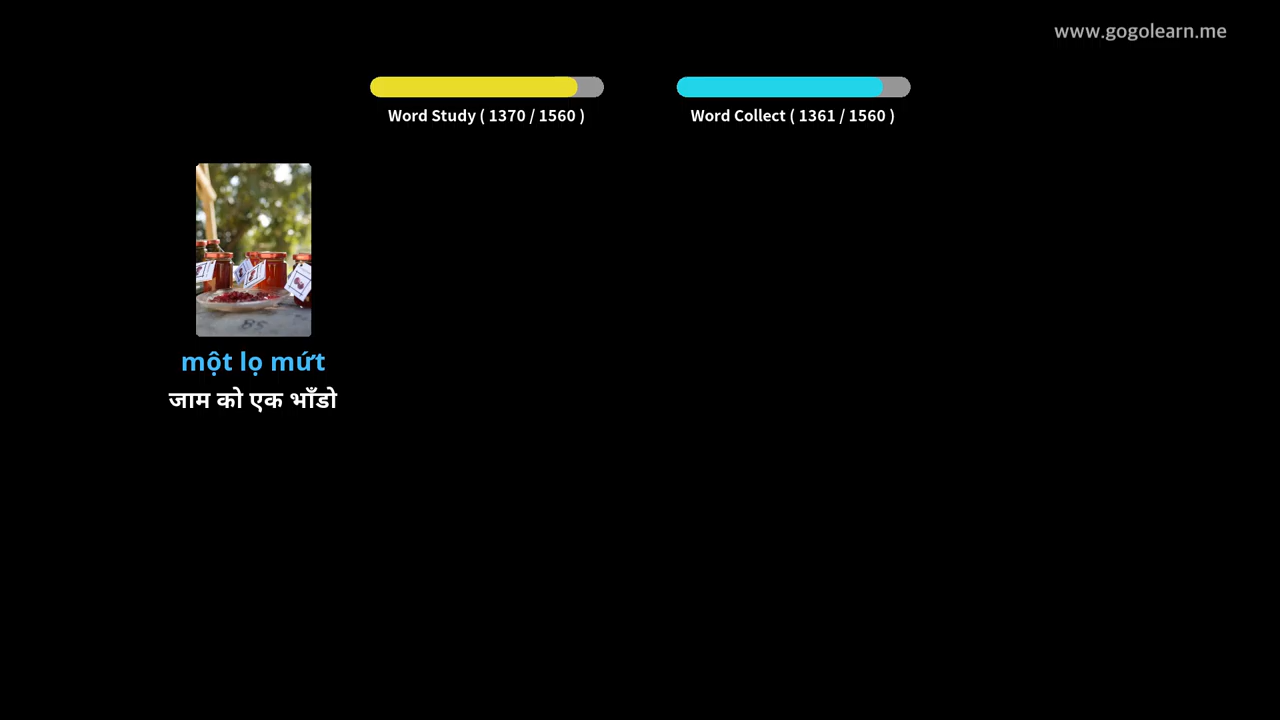 www.gogolearn.me
Word Study ( 1370 / 1560 )
Word Collect ( 1361 / 1560 )
một lọ mứt
जाम को एक भाँडो